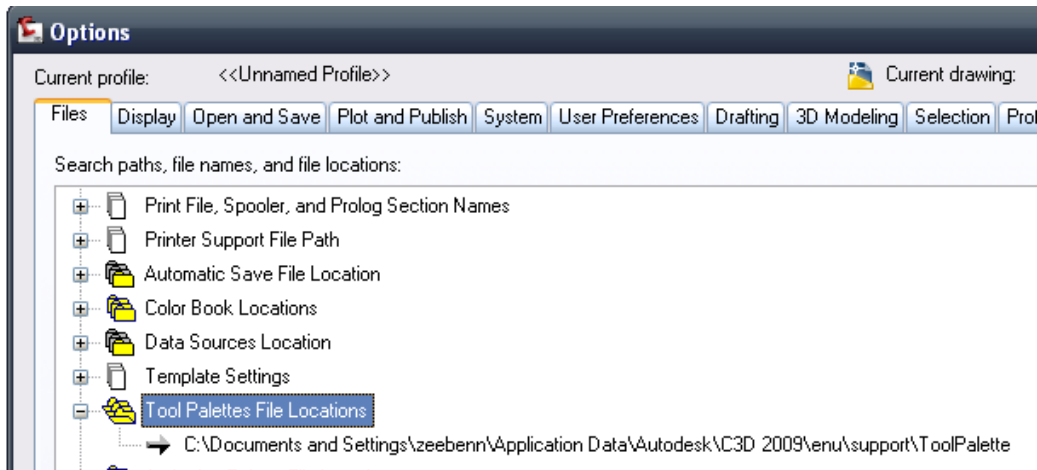 Options
Current profile: <<Unnamed Profile>> Current drawing:
Files Display Open and Save Plot and Publish System User Preferences Drafting 3D Modeling Selection
Search paths, file names, and file locations:
Print File, Spooler, and Prolog Section Names
Printer Support File Path
Automatic Save File Location
Color Book Locations
Data Sources Location
Template Settings
Tool Palettes File Locations
C:\Documents and Settings\zeebenn\Application Data\Autodesk\C3D 2009\enu\support\ToolPalette